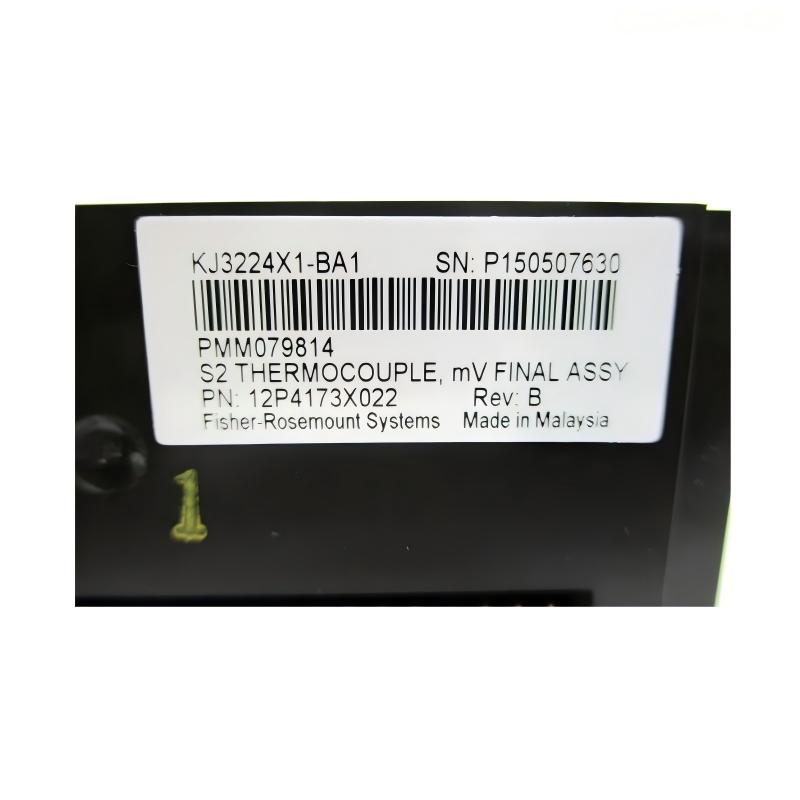 KJ3224X1-BA1 SN: P150507630
PMM079814
S2 THERMOCOUPLE, mV FINAL ASSY
PN: 12P4173X022 Rev: B
Fisher-Rosemount Systems Made in Malaysia
1